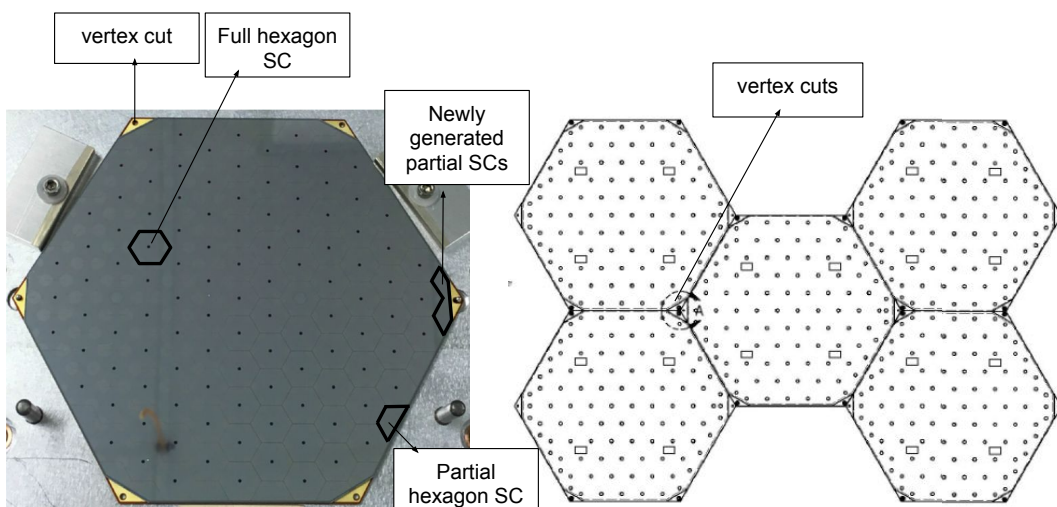 vertex cut
Full hexagon
SC
Newly
generated
partial SCs
Partial
hexagon SC
vertex cuts